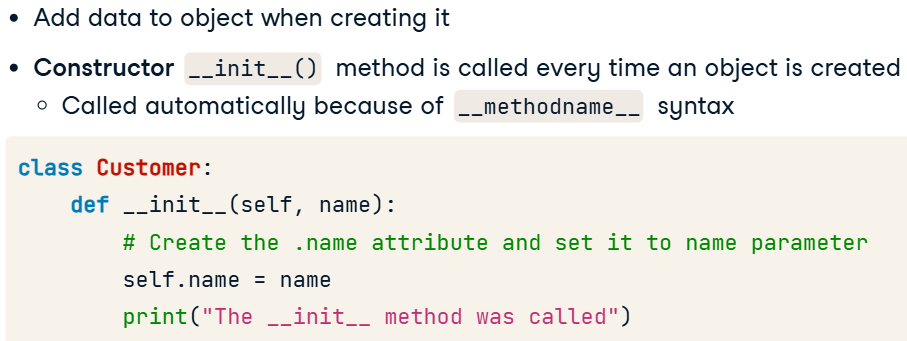 • Add data to object when creating it
• Constructor __init__() method is called every time an object is created
○ Called automatically because of __methodname__ syntax
class Customer:
    def __init__(self, name):
        # Create the .name attribute and set it to name parameter
        self.name = name
        print("The __init__ method was called")